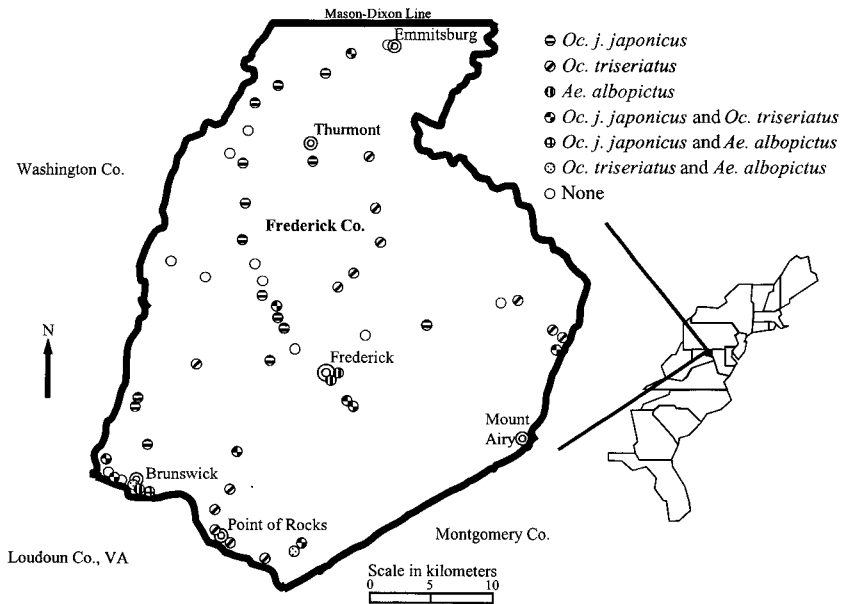 Mason-Dixon Line
Emmitsburg
Oc. j. japonicus
Oc. triseriatus
Ae. albopictus
Oc. j. japonicus and Oc. triseriatus
Oc. j. japonicus and Ae. albopictus
Oc. triseriatus and Ae. albopictus
None
Thurmont
Washington Co.
Frederick Co.
N
Frederick
Mount
Airy
Brunswick
Point of Rocks
Montgomery Co.
Loudoun Co., VA
Scale in kilometers
0 5 10